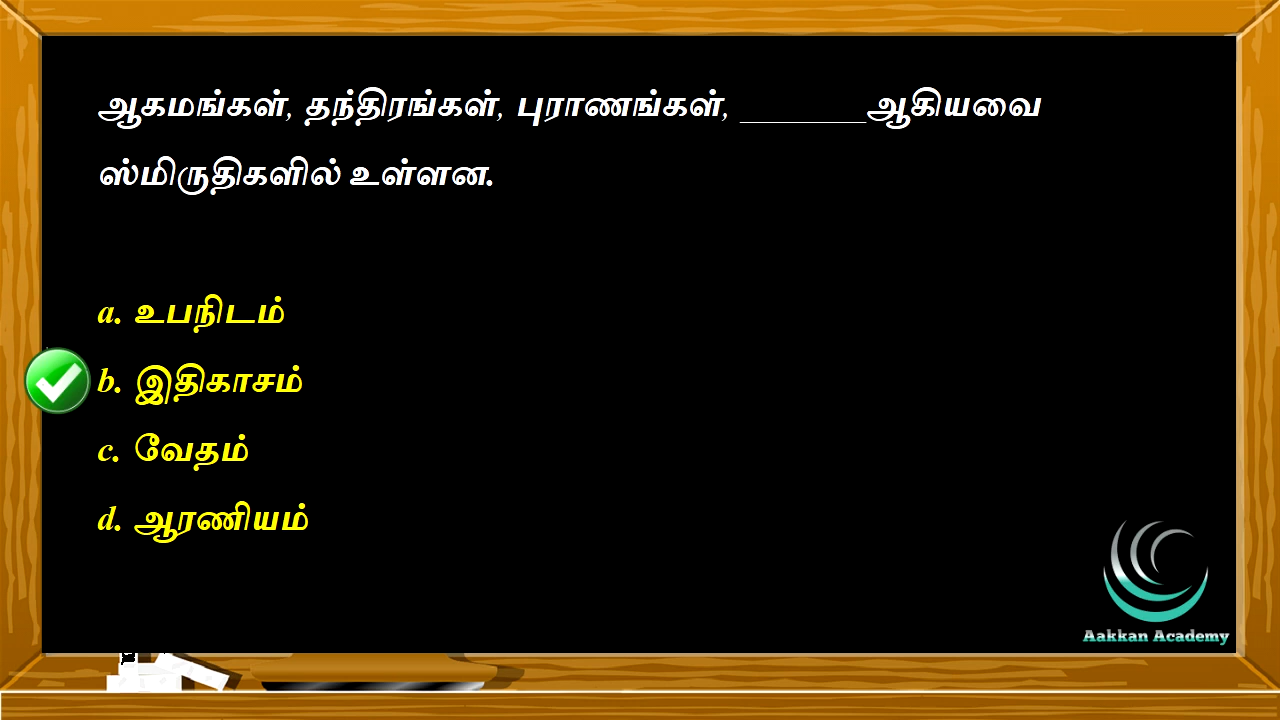 ஆகமங்கள், தந்திரங்கள், புராணங்கள், ________ஆகியவை
ஸ்மிருதிகளில் உள்ளன.
a. உபநிடம்
b. இதிகாசம்
c. வேதம்
d. ஆரணியம்
Aakkan Academy